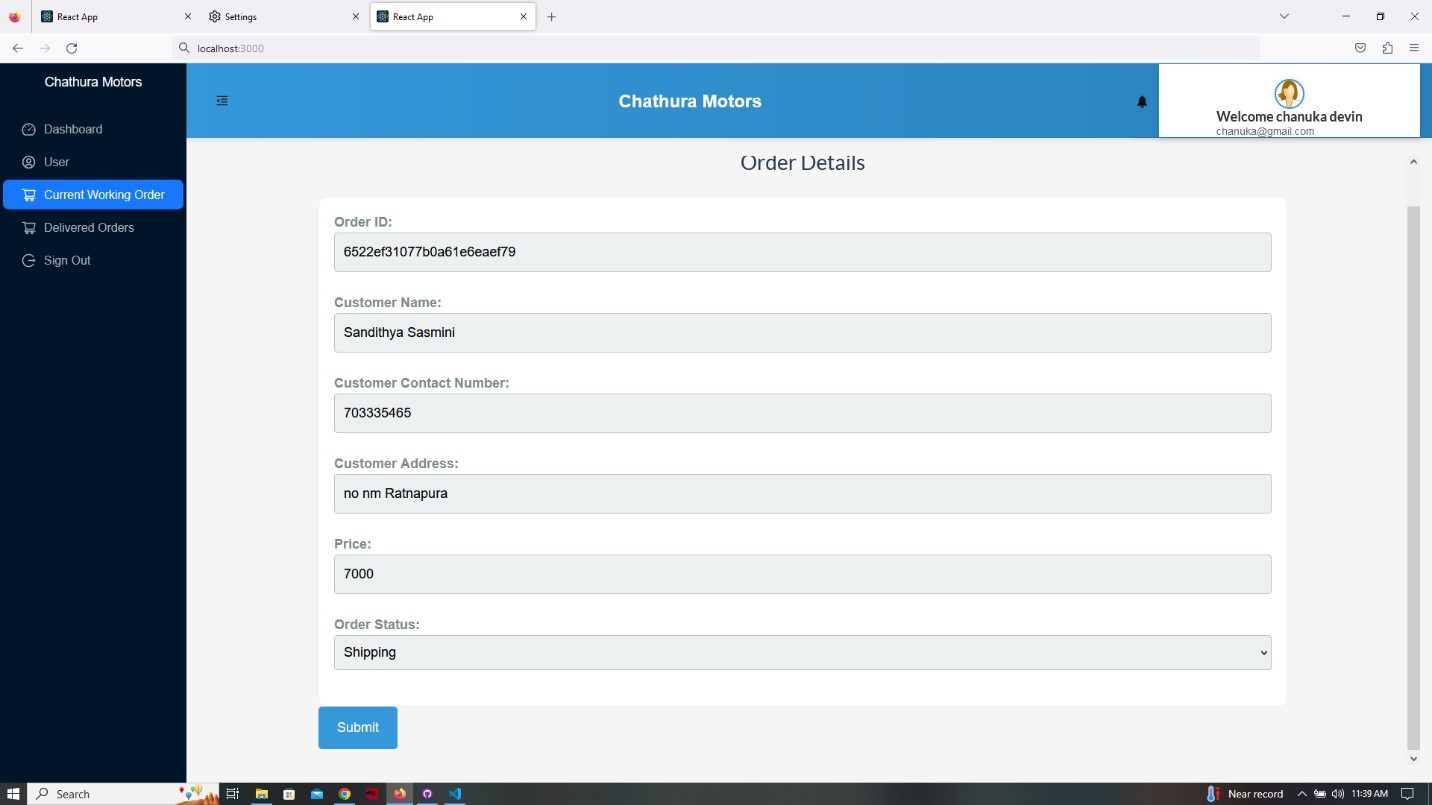 React App
Settings
React App
localhost:3000
Chathura Motors
Dashboard
User
Current Working Order
Delivered Orders
Sign Out
Chathura Motors
Welcome chanuka devin
chanuka@gmail.com
Order Details
Order ID:
6522ef31077b0a61e6eaef79
Customer Name:
Sandithya Sasmini
Customer Contact Number:
703335465
Customer Address:
no nm Ratnapura
Price:
7000
Order Status:
Shipping
Submit
Search
Near record
11:39 AM